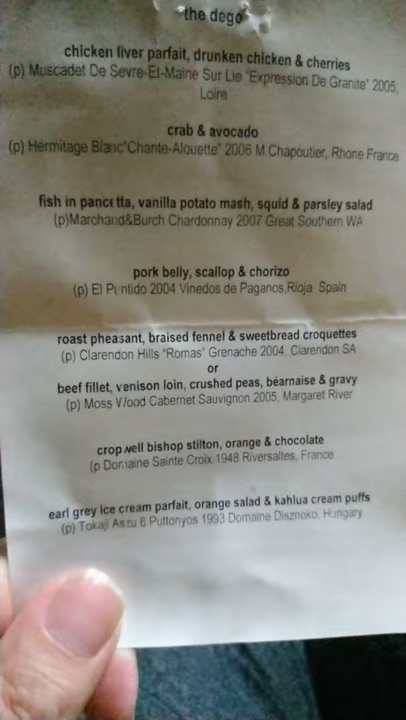 the dego
chicken liver parfait, drunken chicken & cherries
(p) Muscadet De Sevre-Et-Maine Sur Lie "Expression De Granite" 2005,
Loire
crab & avocado
(p) Hermitage Blanc"Chante-Alouette" 2006 M.Chapoutier, Rhone France
fish in pancetta, vanilla potato mash, squid & parsley salad
(p)Marchand&Burch Chardonnay 2007 Great Southern WA
pork belly, scallop & chorizo
(p) El Puntido 2004 Vinedos de Paganos,Rioja Spain
roast pheasant, braised fennel & sweetbread croquettes
(p) Clarendon Hills "Romas" Grenache 2004, Clarendon SA
or
beef fillet, venison loin, crushed peas, béarnaise & gravy
(p) Moss Wood Cabernet Sauvignon 2005, Margaret River
cropwell bishop stilton, orange & chocolate
(p Domaine Sainte Croix 1948 Riversaltes, France
earl grey ice cream parfait, orange salad & kahlua cream puffs
(p) Tokaji Aszu 6 Puttonyos 1993 Domaine Disznoko, Hungary